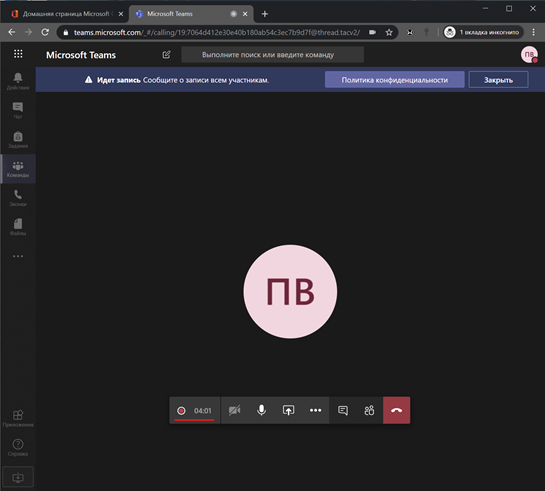 Домашняя страница Microsoft
Microsoft Teams
teams.microsoft.com/_#/calling/19:7064d412e30e40b180ab54c3ec7b9d7f@thread.tacv2/
1 вкладка инкогнито
Microsoft Teams
Выполните поиск или введите команду
ПВ
Идет запись Сообщите о записи всем участникам.
Политика конфиденциальности
Закрыть
Действия
Чат
Задания
Команды
Звонки
Файлы
ПВ
04:01
Приложения
Справка